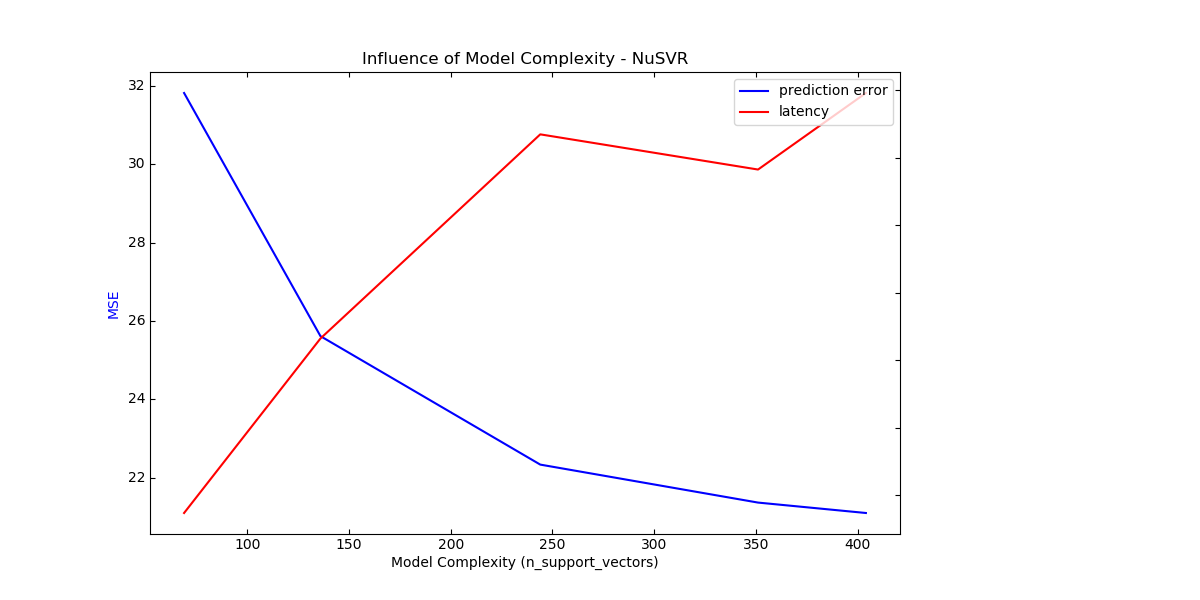 Influence of Model Complexity - NuSVR
prediction error
latency
32
30
28
26
24
22
MSE
100 150 200 250 300 350 400
Model Complexity (n_support_vectors)